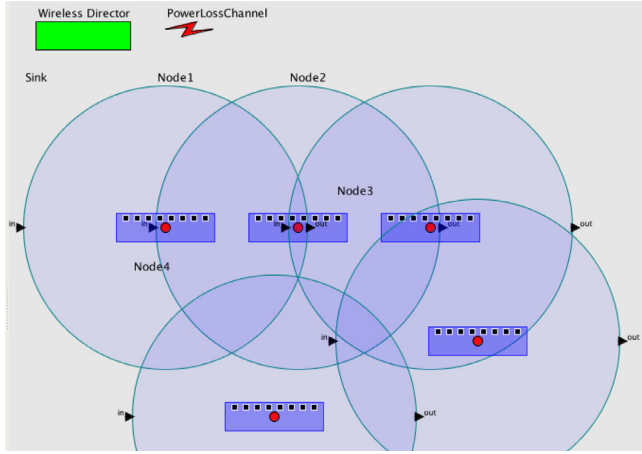 Wireless Director
PowerLossChannel
Sink
Node1
Node2
Node3
in
in
in
out
out
out
Node4
in
out
in
out